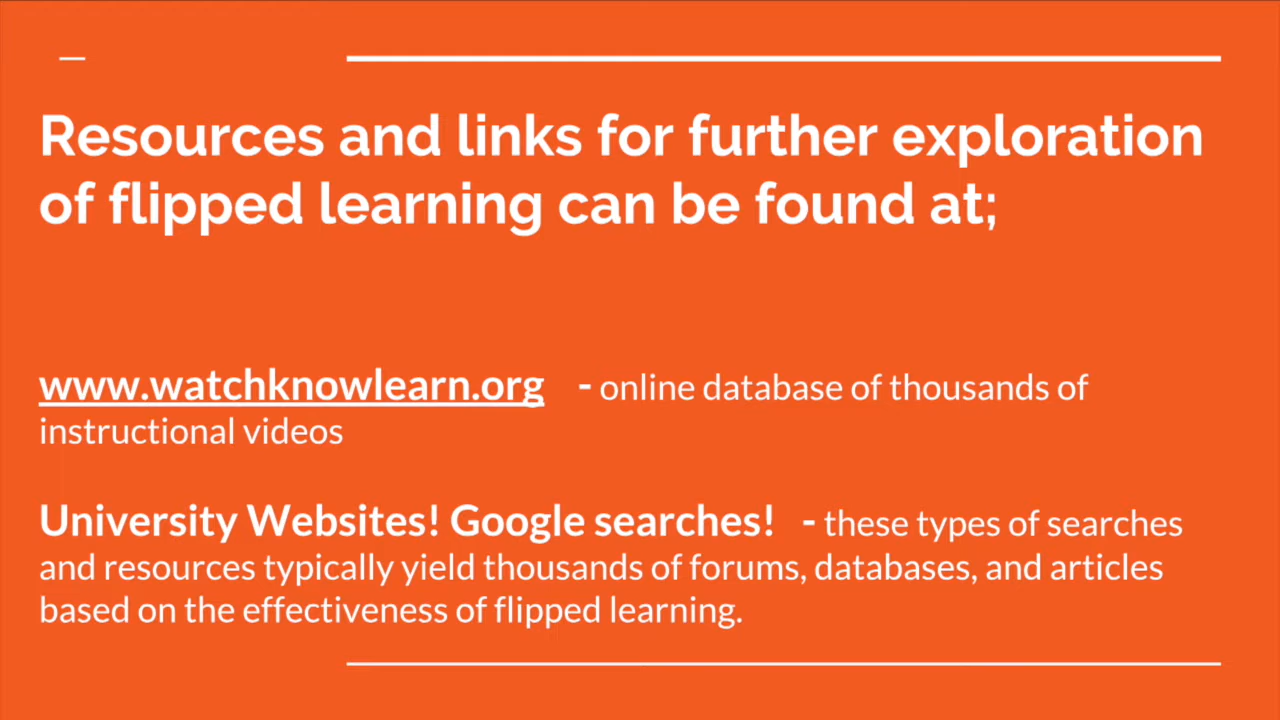 Resources and links for further exploration
of flipped learning can be found at;
www.watchknowlearn.org - online database of thousands of
instructional videos
University Websites! Google searches! - these types of searches
and resources typically yield thousands of forums, databases, and articles
based on the effectiveness of flipped learning.